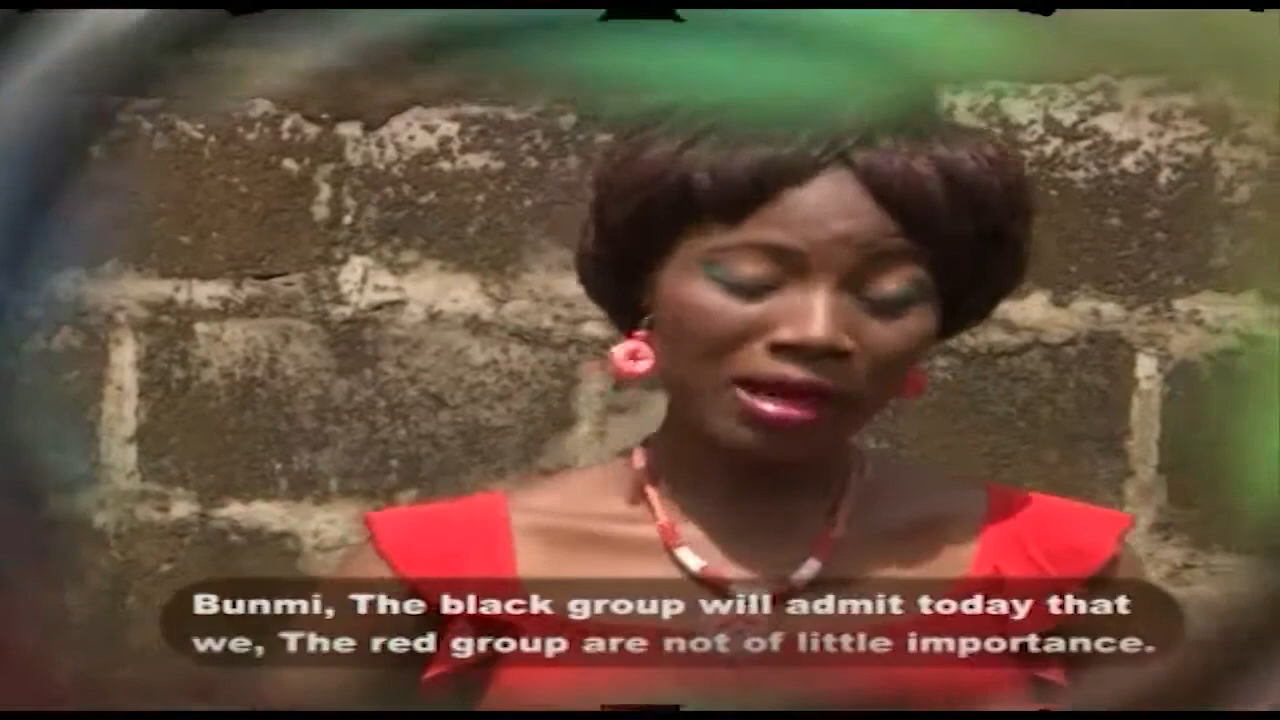 Bunmi, The black group will admit today that
we, The red group are not of little importance.